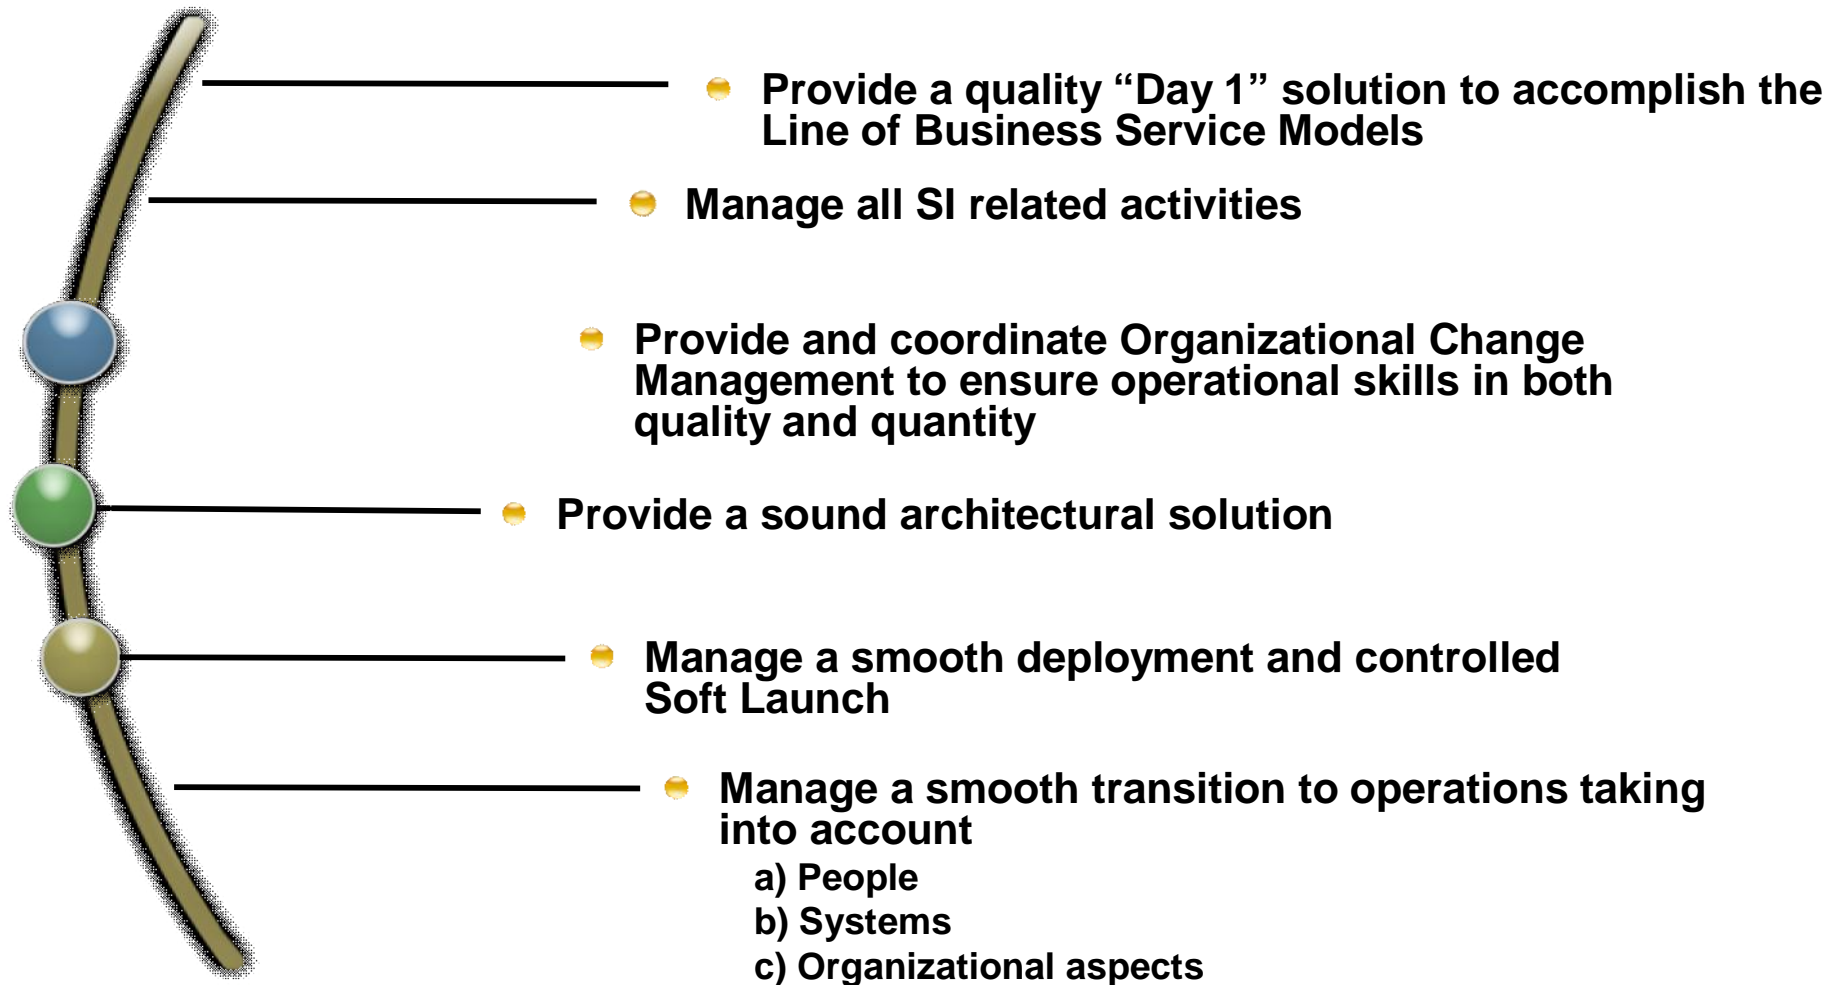 Provide a quality “Day 1” solution to accomplish the
Line of Business Service Models
Manage all SI related activities
Provide and coordinate Organizational Change
Management to ensure operational skills in both
quality and quantity
Provide a sound architectural solution
Manage a smooth deployment and controlled
Soft Launch
Manage a smooth transition to operations taking
into account
a) People
b) Systems
c) Organizational aspects